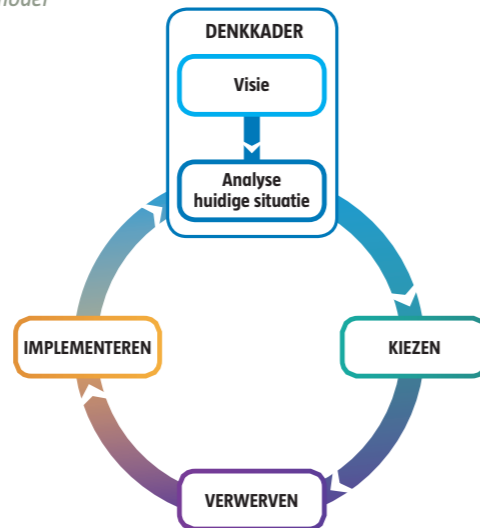 DENKKADER
Visie
Analyse
huidige situatie
IMPLEMENTEREN
KIEZEN
VERWERVEN